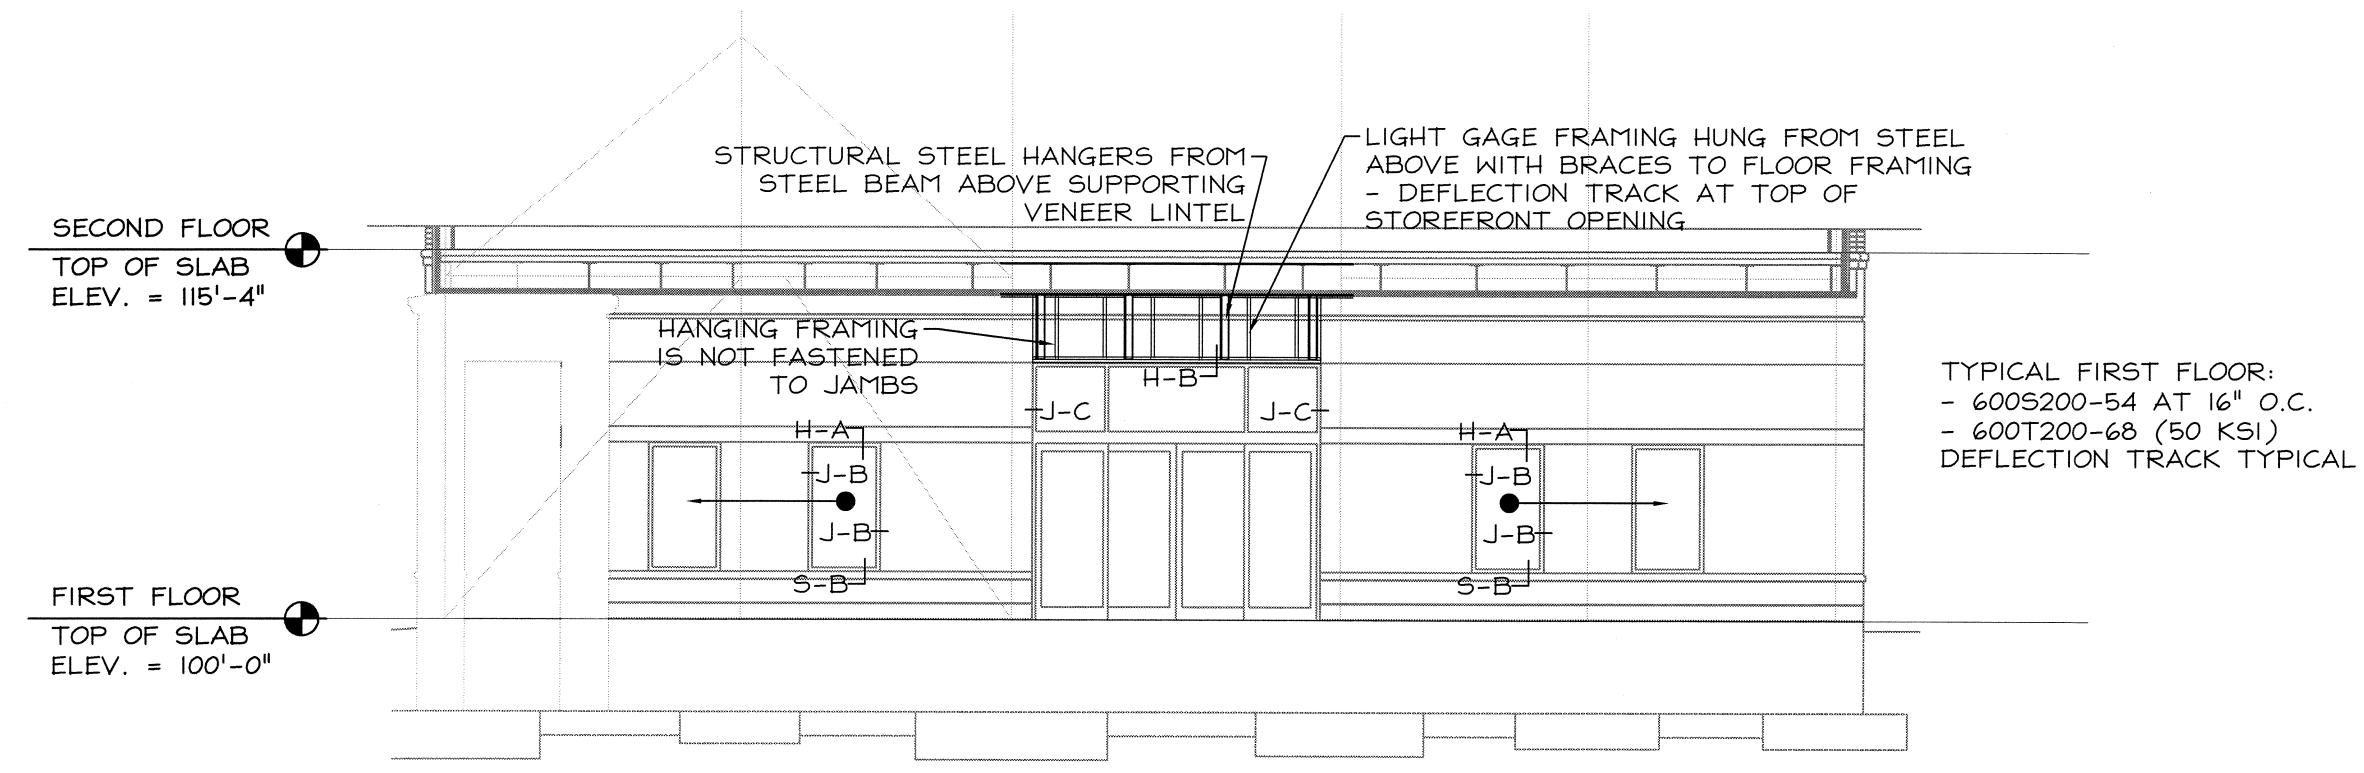 STRUCTURAL STEEL HANGERS FROM
STEEL BEAM ABOVE SUPPORTING
VENEER LINTEL
LIGHT GAGE FRAMING HUNG FROM STEEL
ABOVE WITH BRACES TO FLOOR FRAMING
- DEFLECTION TRACK AT TOP OF
STOREFRONT OPENING
SECOND FLOOR
TOP OF SLAB
ELEV. = 115'-4"
HANGING FRAMING
IS NOT FASTENED
TO JAMBS
H-B
J-C
J-C
TYPICAL FIRST FLOOR:
- 600S200-54 AT 16" O.C.
- 600T200-68 (50 KSI)
DEFLECTION TRACK TYPICAL
H-A
J-B
J-B
S-B
H-A
J-B
J-B
S-B
FIRST FLOOR
TOP OF SLAB
ELEV. = 100'-0"